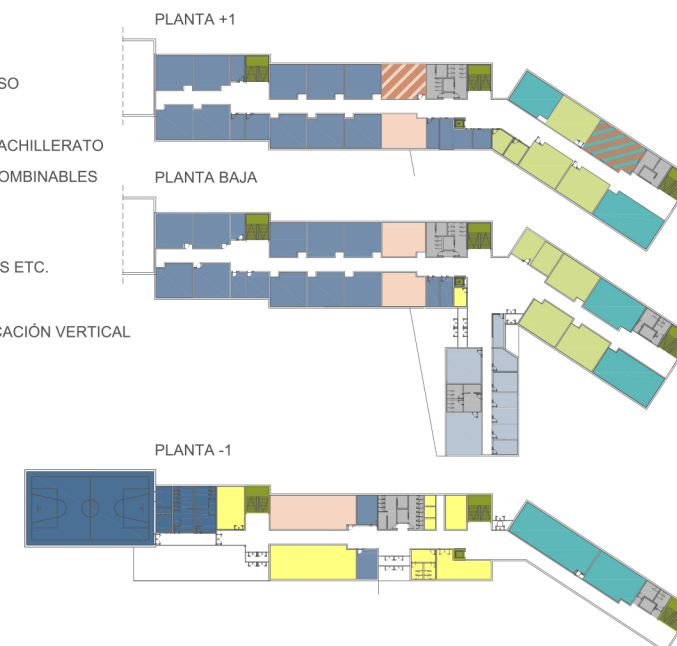 PLANTA +1
SO
ACHILLERATO
OMBINABLES
PLANTA BAJA
S ETC.
CACIÓN VERTICAL
PLANTA -1